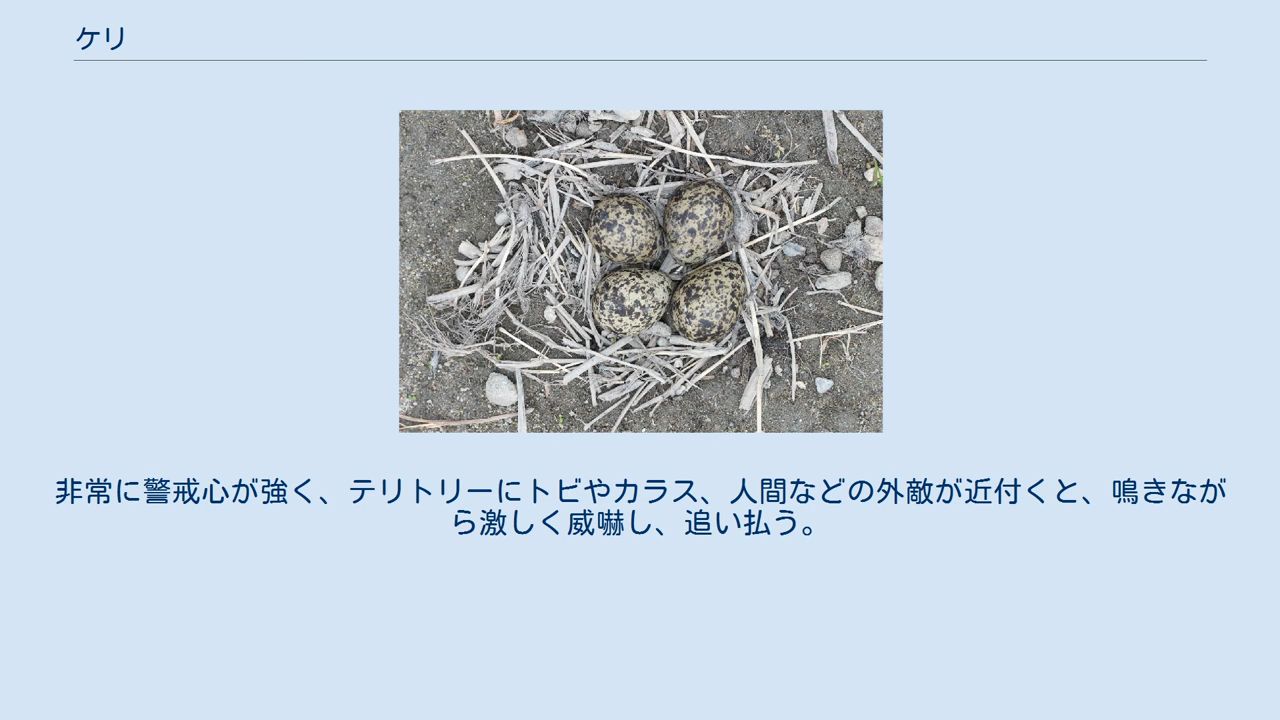 ケリ
非常に警戒心が強く、テリトリーにトビやカラス、人間などの外敵が近付くと、鳴きなが
ら激しく威嚇し、追い払う。